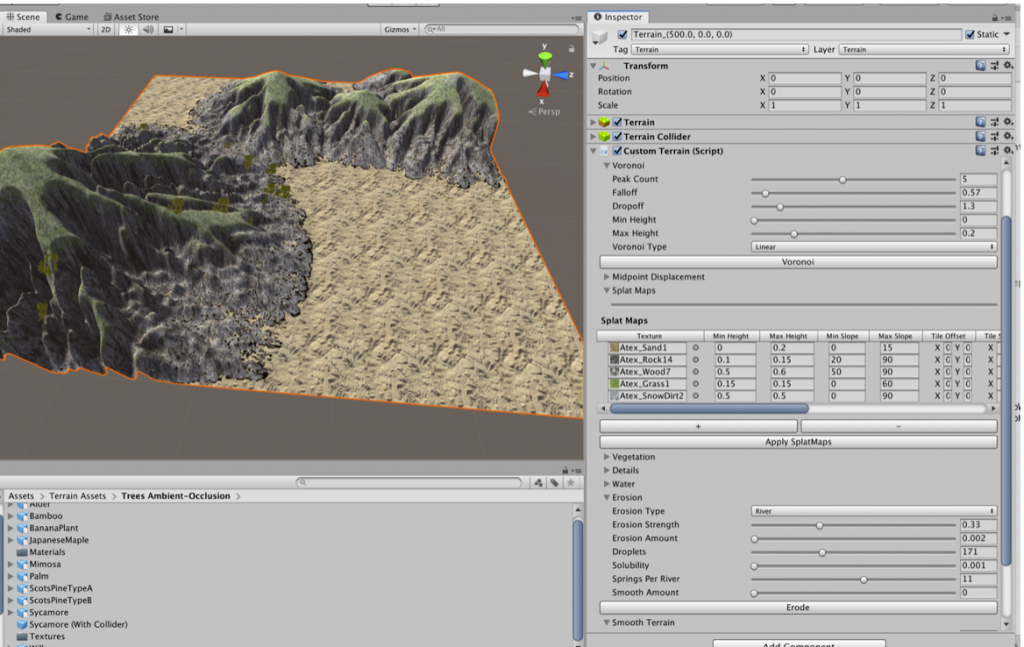 Scene Game Asset Store
Shaded 2D Gizmos All
y
z
x
Persp
Assets > Terrain Assets > Trees Ambient-Occlusion >
Alder
Bamboo
BananaPlant
JapaneseMaple
Materials
Mimosa
Palm
ScotsPineTypeA
ScotsPineTypeB
Sycamore
Sycamore (With Collider)
Textures
Inspector
Terrain_(500.0, 0.0, 0.0) Static
Tag Terrain Layer Terrain
Transform
Position X 0 Y 0 Z 0
Rotation X 0 Y 0 Z 0
Scale X 1 Y 1 Z 1
Terrain
Terrain Collider
Custom Terrain (Script)
Voronoi
Peak Count 5
Falloff 0.57
Dropoff 1.3
Min Height 0
Max Height 0.2
Voronoi Type Linear
Voronoi
Midpoint Displacement
Splat Maps
Splat Maps
Texture Min Height Max Height Min Slope Max Slope Tile Offset Tile
Atex_Sand1 0 0.2 0 15 X 0 Y 0 X
Atex_Rock14 0.1 0.15 20 90 X 0 Y 0 X
Atex_Wood7 0.5 0.6 50 90 X 0 Y 0 X
Atex_Grass1 0.15 0.15 0 60 X 0 Y 0 X
Atex_SnowDirt2 0.5 0.5 0 90 X 0 Y 0 X
+ -
Apply SplatMaps
Vegetation
Details
Water
Erosion
Erosion Type River
Erosion Strength 0.33
Erosion Amount 0.002
Droplets 171
Solubility 0.001
Springs Per River 11
Smooth Amount 0
Erode
Smooth Terrain
Add Component